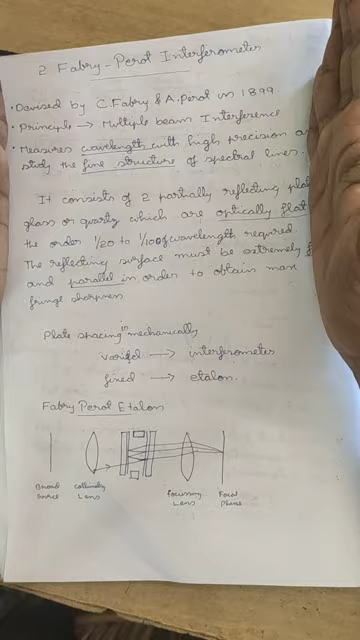 2 Fabry-Perot Interferometer
• Devised by C. Fabry & A. Perot in 1899.
• Principle → Multiple beam Interference
• Measures wavelength with high precision
study the fine structure of spectral lines.
It consists of 2 partially reflecting
glass or quartz which are optically flat
the order 1/20 to 1/100 of wavelength required.
The reflecting surface must be extremely
and parallel in order to obtain max
fringe sharpness
Plate spacing in mechanically
varied → interferometer
fixed → etalon.
Fabry Perot Etalon
Broad Source
Lens
Focussing Lens
Focal Plane